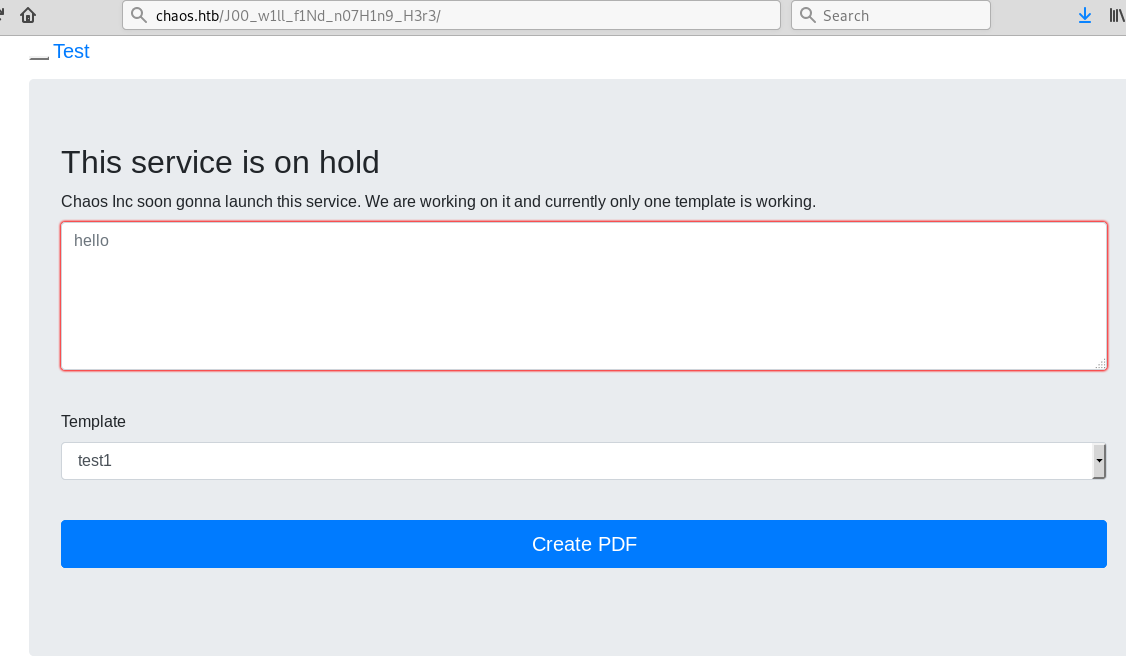 chaos.htb/J00_w1ll_f1Nd_n07H1n9_H3r3/
Search
Test
This service is on hold
Chaos Inc soon gonna launch this service. We are working on it and currently only one template is working.
hello
Template
test1
Create PDF